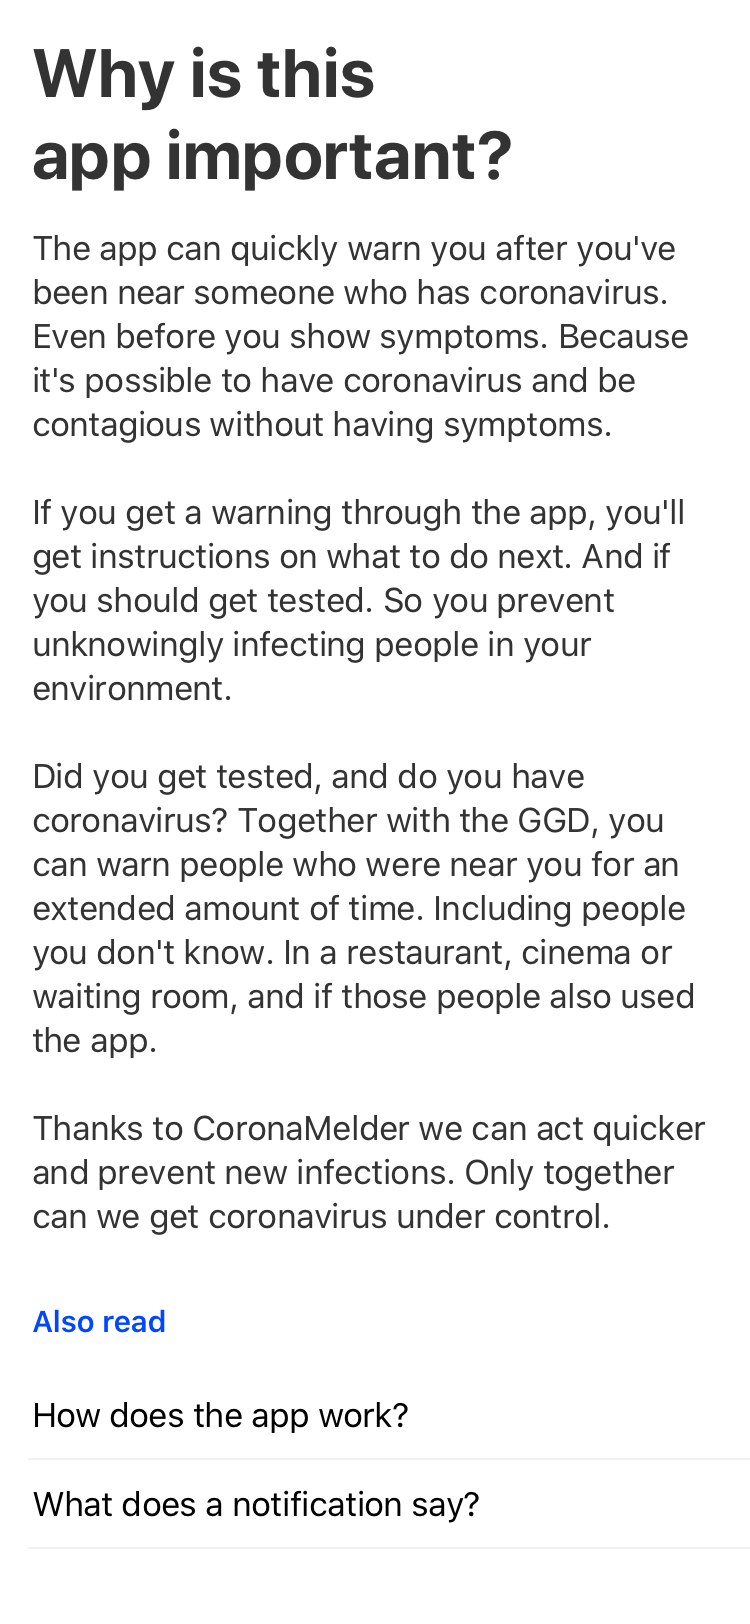 Why is this
app important?
The app can quickly warn you after you've
been near someone who has coronavirus.
Even before you show symptoms. Because
it's possible to have coronavirus and be
contagious without having symptoms.
If you get a warning through the app, you'll
get instructions on what to do next. And if
you should get tested. So you prevent
unknowingly infecting people in your
environment.
Did you get tested, and do you have
coronavirus? Together with the GGD, you
can warn people who were near you for an
extended amount of time. Including people
you don't know. In a restaurant, cinema or
waiting room, and if those people also used
the app.
Thanks to CoronaMelder we can act quicker
and prevent new infections. Only together
can we get coronavirus under control.
Also read
How does the app work?
What does a notification say?